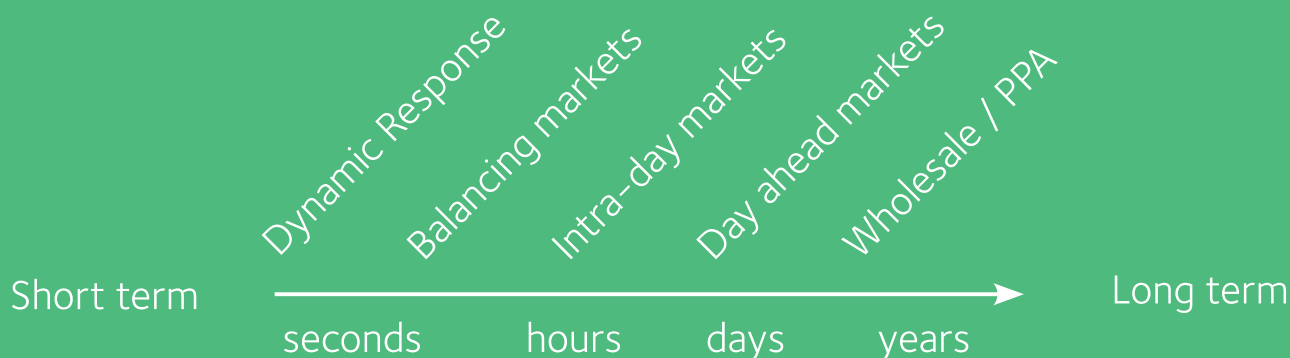 Dynamic Response
Balancing markets
Intra-day markets
Day ahead markets
Wholesale / PPA
Short term
Long term
seconds
hours
days
years